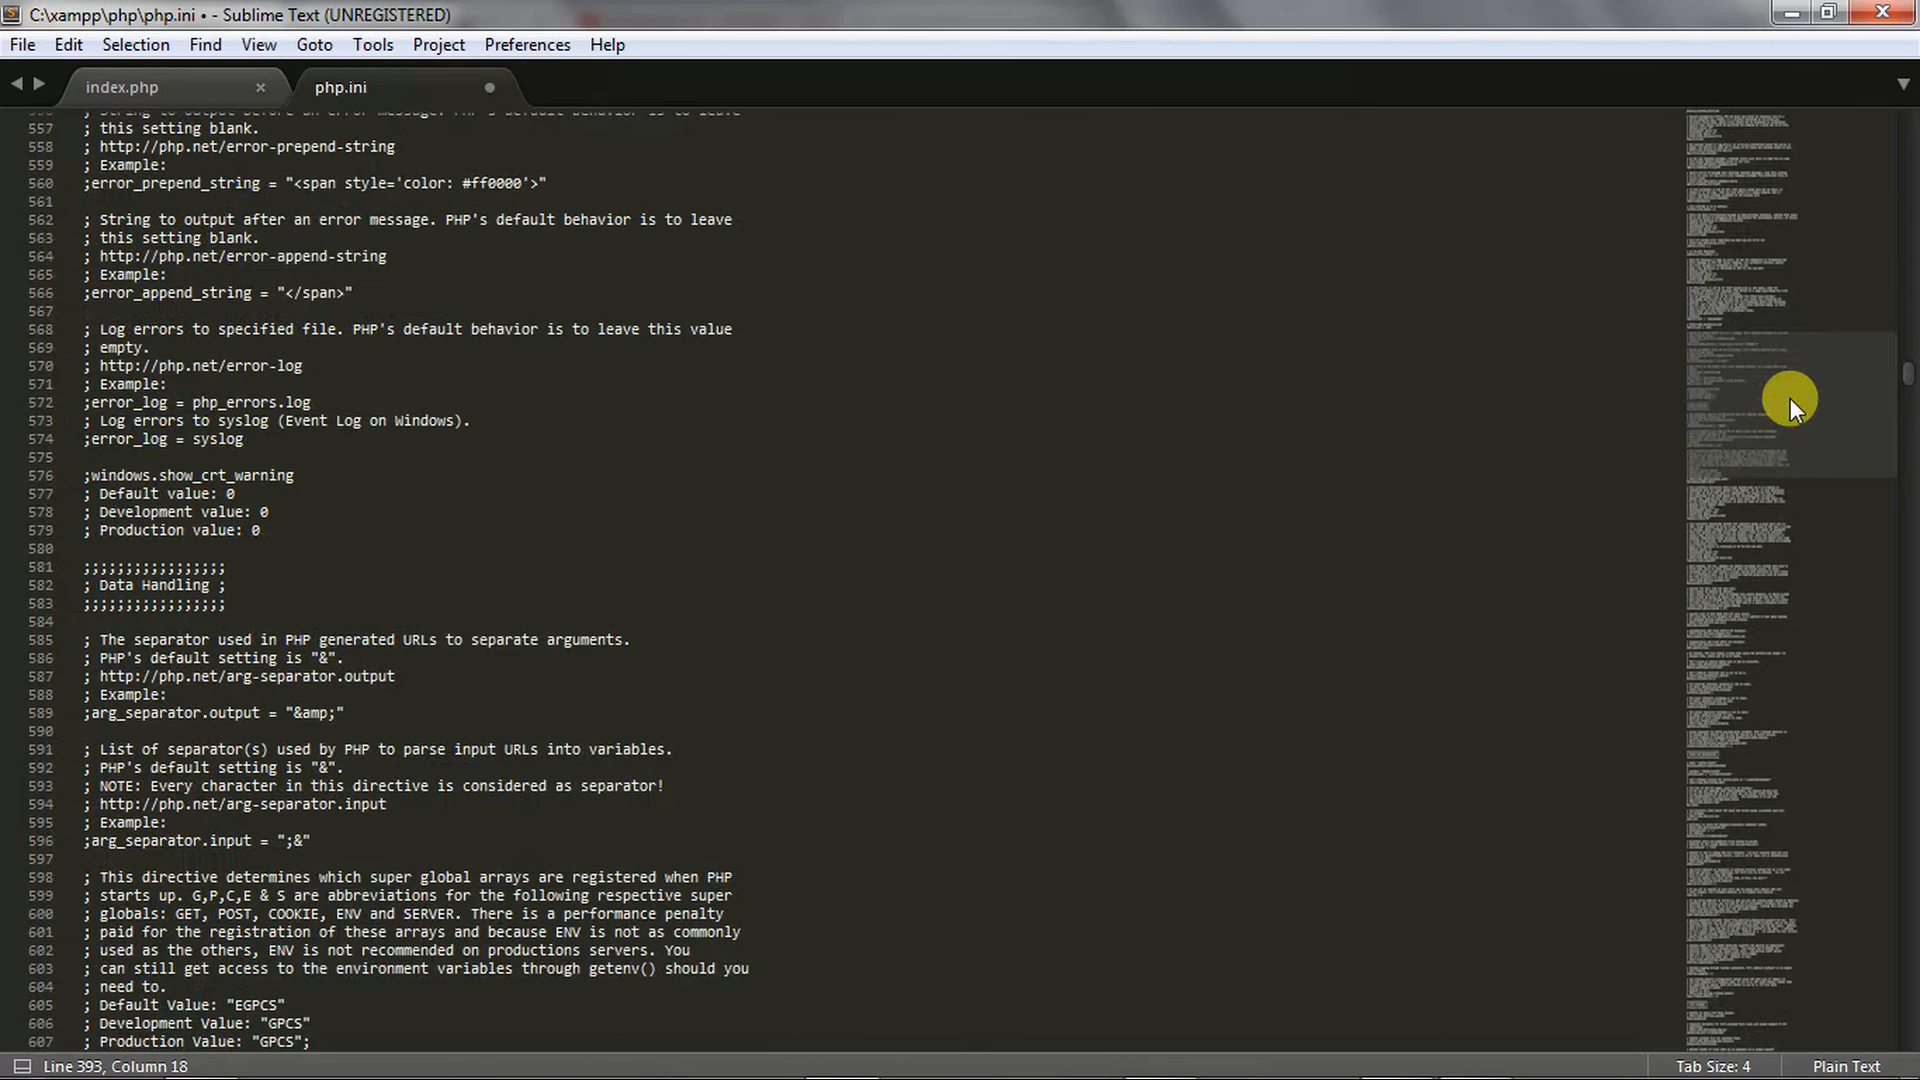 C:\xampp\php\php.ini • - Sublime Text (UNREGISTERED)
File Edit Selection Find View Goto Tools Project Preferences Help
index.php × php.ini
; String to output before an error message. PHP's default behavior is to leave
557 ; this setting blank.
558 ; http://php.net/error-prepend-string
559 ; Example:
560 ;error_prepend_string = "<span style='color: #ff0000'>"
561
562 ; String to output after an error message. PHP's default behavior is to leave
563 ; this setting blank.
564 ; http://php.net/error-append-string
565 ; Example:
566 ;error_append_string = "</span>"
567
568 ; Log errors to specified file. PHP's default behavior is to leave this value
569 ; empty.
570 ; http://php.net/error-log
571 ; Example:
572 ;error_log = php_errors.log
573 ; Log errors to syslog (Event Log on Windows).
574 ;error_log = syslog
575
576 ;windows.show_crt_warning
577 ; Default value: 0
578 ; Development value: 0
579 ; Production value: 0
580
581 ;;;;;;;;;;;;;;;;;
582 ; Data Handling ;
583 ;;;;;;;;;;;;;;;;;
584
585 ; The separator used in PHP generated URLs to separate arguments.
586 ; PHP's default setting is "&".
587 ; http://php.net/arg-separator.output
588 ; Example:
589 ;arg_separator.output = "&amp;"
590
591 ; List of separator(s) used by PHP to parse input URLs into variables.
592 ; PHP's default setting is "&".
593 ; NOTE: Every character in this directive is considered as separator!
594 ; http://php.net/arg-separator.input
595 ; Example:
596 ;arg_separator.input = ";&"
597
598 ; This directive determines which super global arrays are registered when PHP
599 ; starts up. G,P,C,E & S are abbreviations for the following respective super
600 ; globals: GET, POST, COOKIE, ENV and SERVER. There is a performance penalty
601 ; paid for the registration of these arrays and because ENV is not as commonly
602 ; used as the others, ENV is not recommended on productions servers. You
603 ; can still get access to the environment variables through getenv() should you
604 ; need to.
605 ; Default Value: "EGPCS"
606 ; Development Value: "GPCS"
607 ; Production Value: "GPCS";
Line 393, Column 18 Tab Size: 4 Plain Text